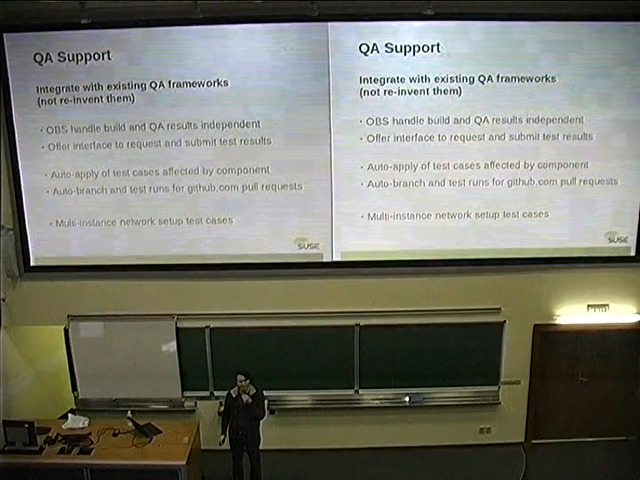 QA Support
Integrate with existing QA frameworks
(not re-invent them)
· OBS handle build and QA results independent
· Offer interface to request and submit test results
· Auto-apply of test cases affected by component
· Auto-branch and test runs for github.com pull requests
· Multi-instance network setup test cases
SUSE
QA Support
Integrate with existing QA frameworks
(not re-invent them)
· OBS handle build and QA results independent
· Offer interface to request and submit test results
· Auto-apply of test cases affected by component
· Auto-branch and test runs for github.com pull requests
· Multi-instance network setup test cases
SUSE